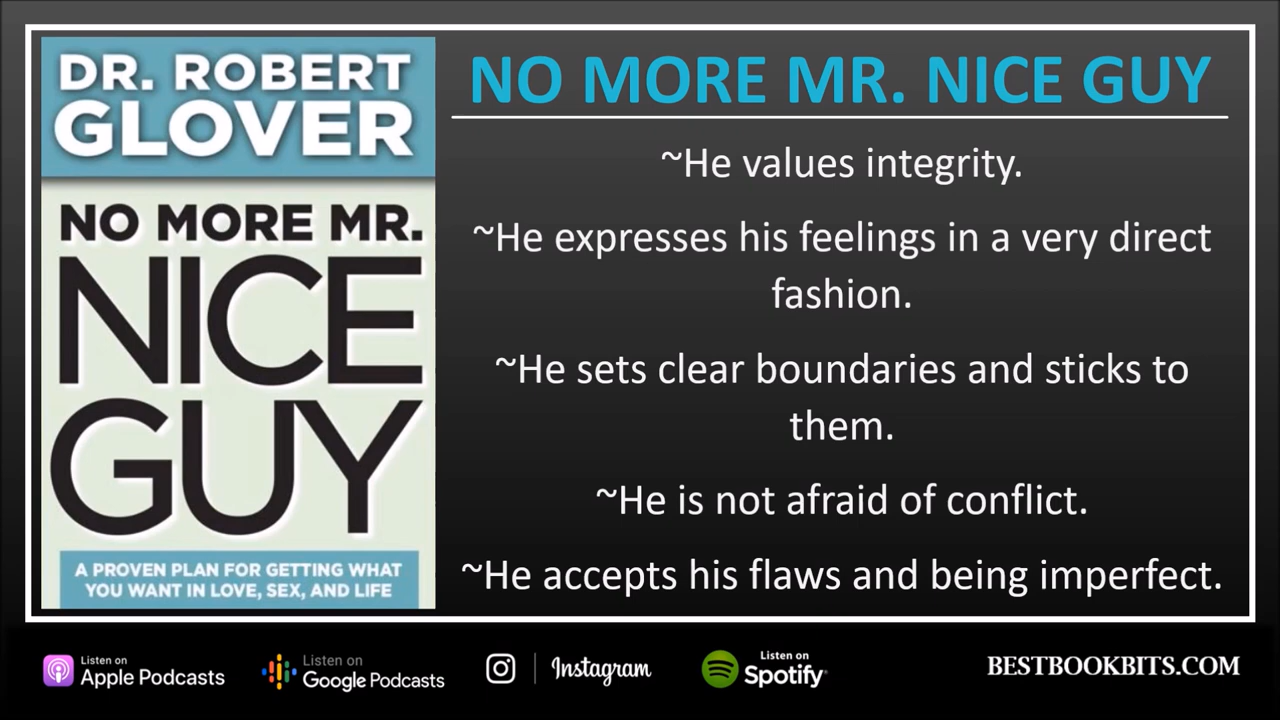 DR. ROBERT
GLOVER
NO MORE MR.
NICE
GUY
A PROVEN PLAN FOR GETTING WHAT
YOU WANT IN LOVE, SEX, AND LIFE
NO MORE MR. NICE GUY
~He values integrity.
~He expresses his feelings in a very direct
fashion.
~He sets clear boundaries and sticks to
them.
~He is not afraid of conflict.
~He accepts his flaws and being imperfect.
Listen on
Apple Podcasts
Listen on
Google Podcasts
Instagram
Listen on
Spotify
BESTBOOKBITS.COM